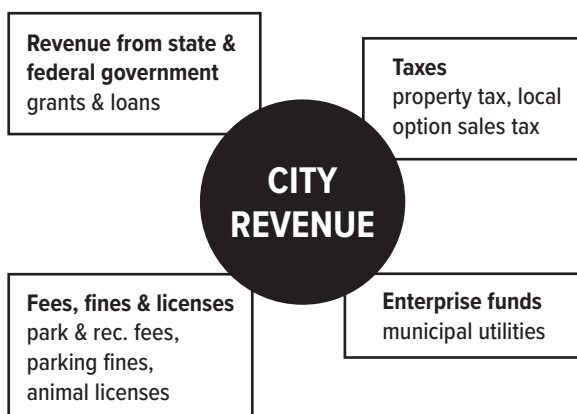 Revenue from state &
federal government
grants & loans
Taxes
property tax, local
option sales tax
CITY
REVENUE
Fees, fines & licenses
park & rec. fees,
parking fines,
animal licenses
Enterprise funds
municipal utilities